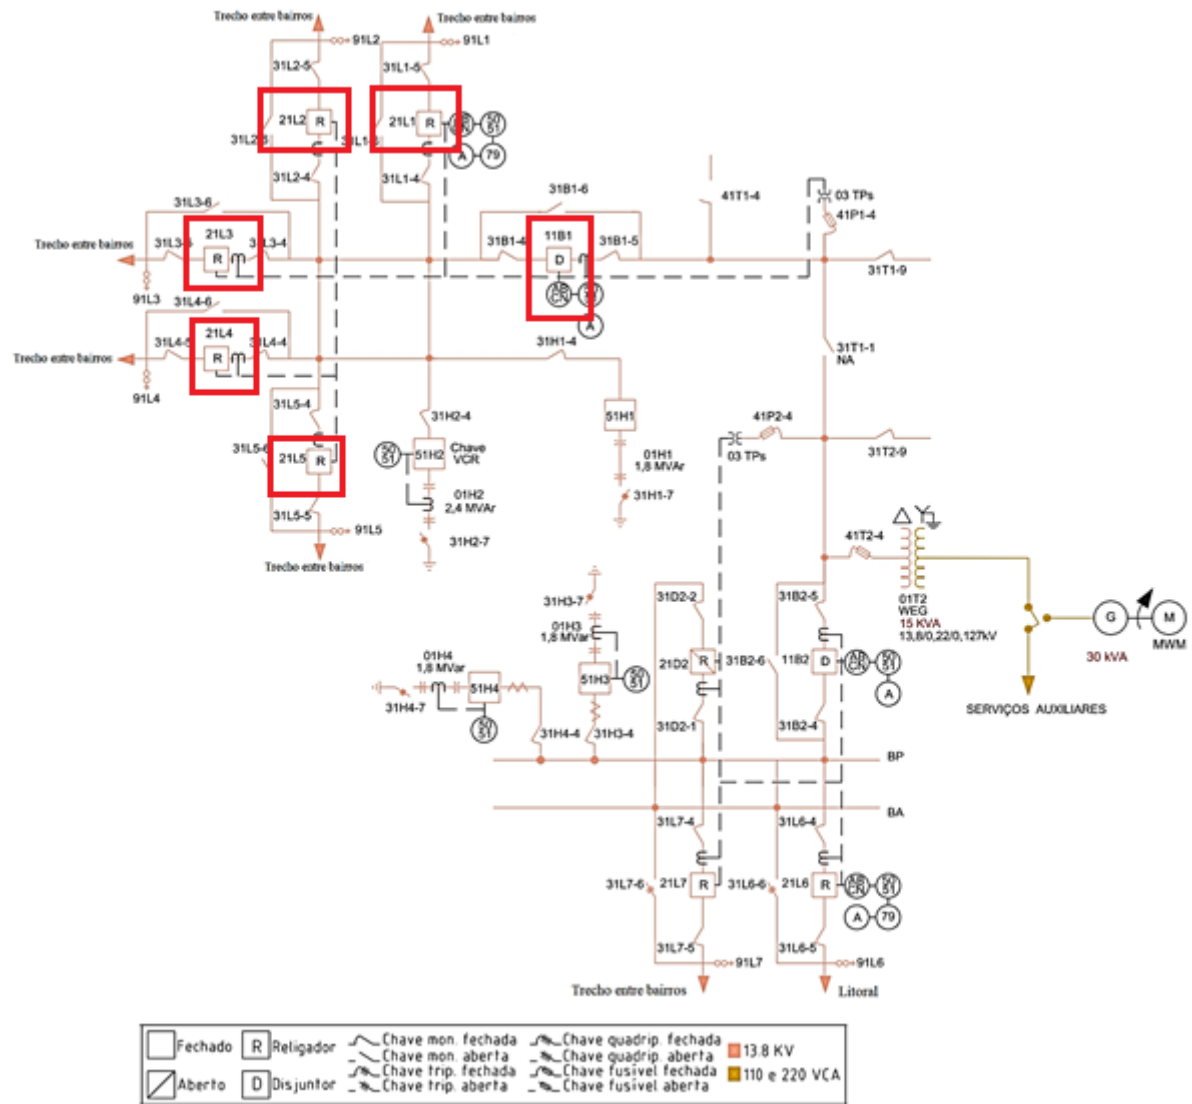 Trecho entre bairros
Trecho entre bairros
91L2
91L1
31L2-5
31L1-5
21L2
R
21L1
R
50
51
A
79
31L2-4
31L1-4
31L3-6
31B1-6
41T1-4
03 TPs
41P1-4
Trecho entre bairros
21L3
R
31B1-4
11B1
D
31B1-5
31T1-9
91L3
A
31L4-6
Trecho entre bairros
31L4-5
21L4
R
31L4-4
31H1-4
31T1-1
NA
91L4
31L5-4
31H2-4
51H1
41P2-4
31L5-6
21L5
R
50
51
51H2
Chave
VCR
03 TPs
31T2-9
01H1
1,8 MVAr
01H2
2,4 MVAr
31H1-7
31L5-5
91L5
31H2-7
Trecho entre bairros
41T2-4
01T2
WEG
15 KVA
13,8/0,22/0,127kV
G
M
MWM
30 kVA
SERVIÇOS AUXILIARES
31H3-7
31D2-2
31B2-5
01H3
1,8 MVar
01H4
1,8 MVar
21D2
R
31B2-6
11B2
D
AB
CN
50
51
A
51H4
51H3
50
51
31H4-7
50
51
31D2-1
31B2-4
31H4-4
31H3-4
BP
BA
31L7-4
31L6-4
31L7-6
21L7
R
31L6-6
21L6
R
AB
CN
50
51
A
79
31L7-5
31L6-5
91L7
91L6
Trecho entre bairros
Litoral
Fechado
R
Religador
Chave mon. fechada
Chave quadrip. fechada
13.8 KV
Chave mon. aberta
Chave quadrip. aberta
Aberto
D
Disjuntor
Chave trip. fechada
Chave fusível fechada
110 e 220 VCA
Chave trip. aberta
Chave fusível aberta